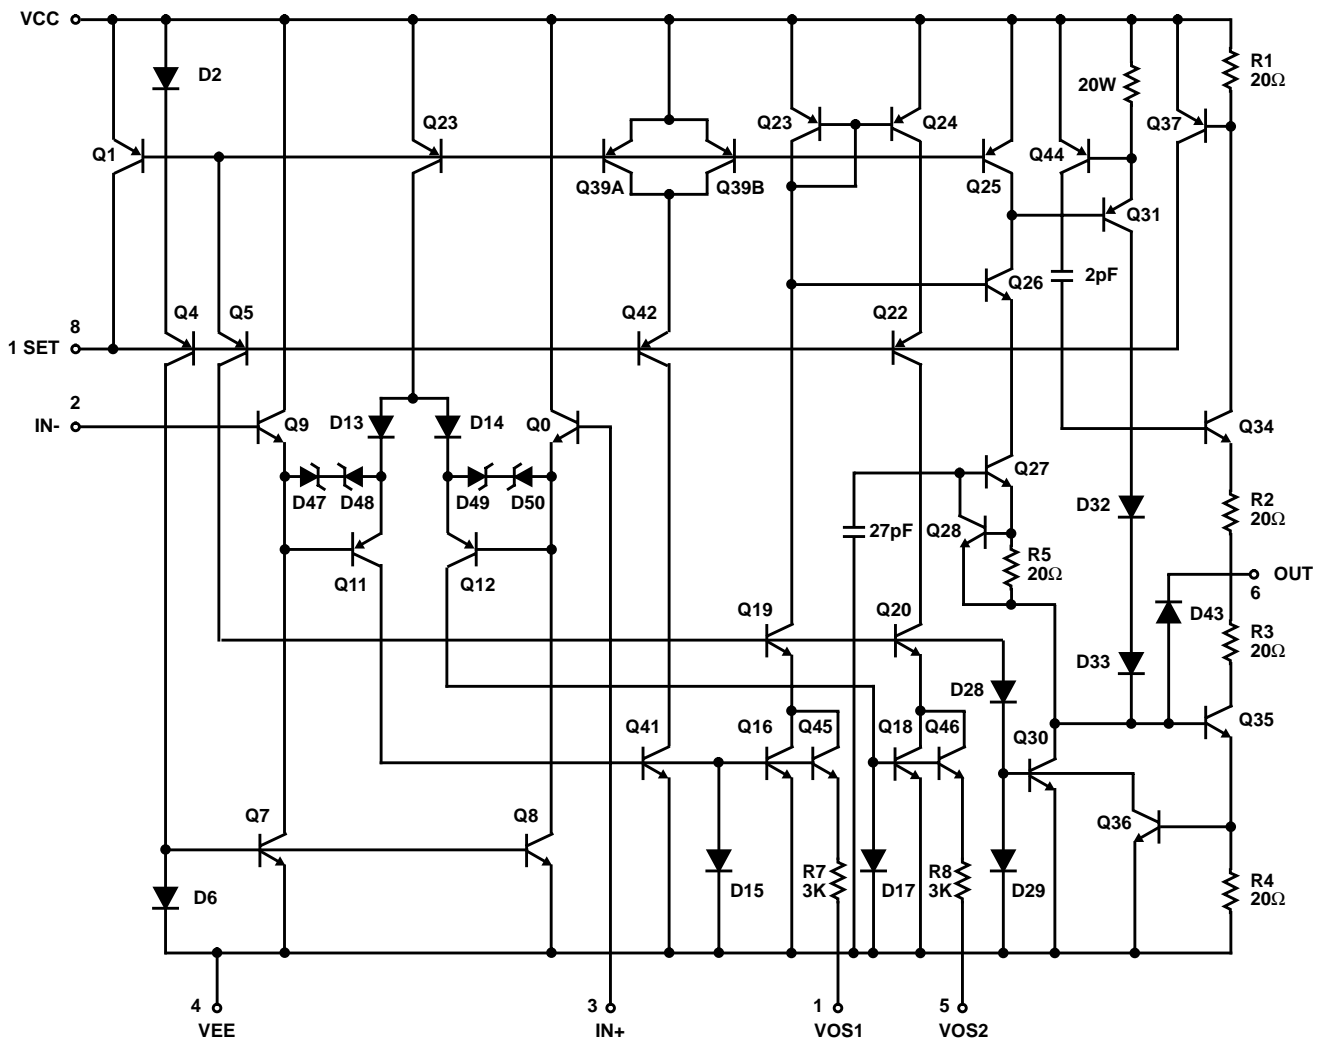 VCC
D2
R1
20Ω
20W
Q1
Q23
Q23
Q24
Q37
Q39A
Q39B
Q25
Q44
Q31
Q26
2pF
8
1 SET
Q4
Q5
Q42
Q22
2
IN-
Q9
D13
D14
Q0
Q34
D47
D48
D49
D50
Q27
D32
R2
20Ω
27pF
Q28
R5
20Ω
OUT
6
Q11
Q12
Q19
Q20
D43
R3
20Ω
D33
D28
Q35
Q41
Q16
Q45
Q18
Q46
Q30
Q7
Q8
Q36
D6
D15
R7
3K
D17
R8
3K
D29
R4
20Ω
4
VEE
3
IN+
1
VOS1
5
VOS2